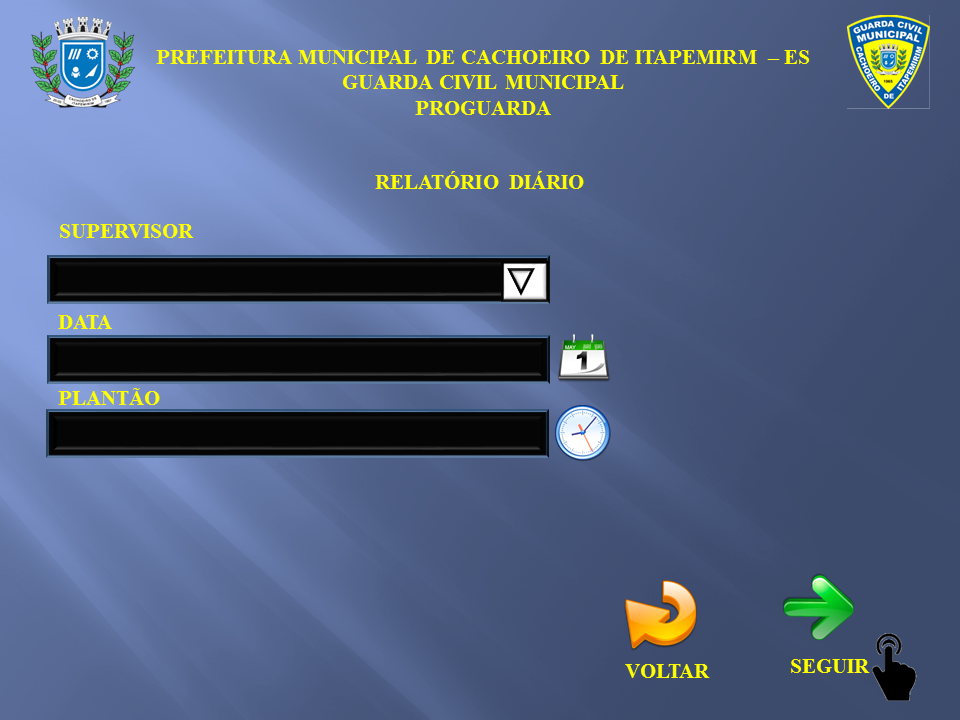 PREFEITURA MUNICIPAL DE CACHOEIRO DE ITAPEMIRM – ES
GUARDA CIVIL MUNICIPAL
PROGUARDA
GUARDA CIVIL
MUNICIPAL
CACHOEIRO DE ITAPEMIRIM
RELATÓRIO DIÁRIO
SUPERVISOR
DATA
MAY
1
PLANTÃO
VOLTAR
SEGUIR